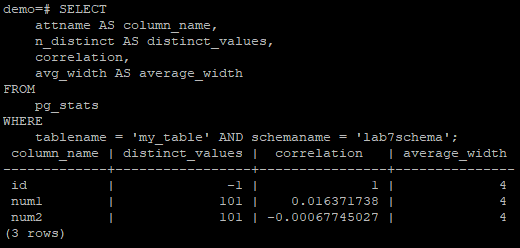 demo=# SELECT
    attname AS column_name,
    n_distinct AS distinct_values,
    correlation,
    avg_width AS average_width
FROM
    pg_stats
WHERE
    tablename = 'my_table' AND schemaname = 'lab7schema';
 column_name | distinct_values |  correlation   | average_width
-------------+-----------------+----------------+---------------
 id          |              -1 |              1 |             4
 num1        |             101 |    0.016371738 |             4
 num2        |             101 | -0.00067745027 |             4
(3 rows)